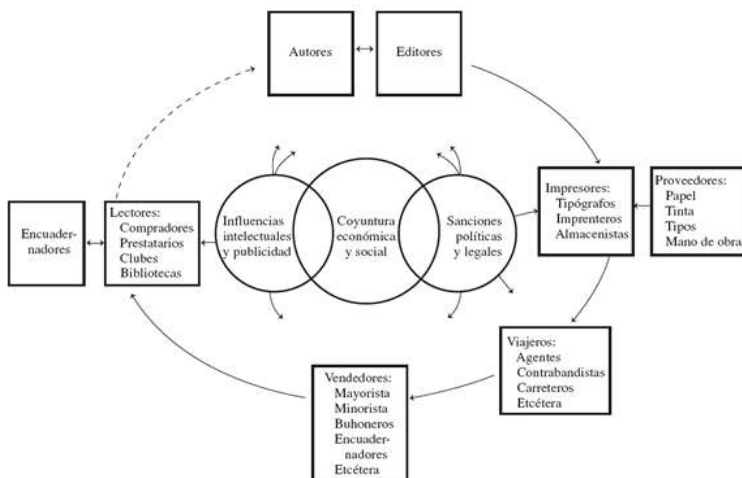 Autores
Editores
Impresores:
Tipógrafos
Imprenteros
Almacenistas
Proveedores:
Papel
Tinta
Tipos
Mano de obra
Encuader-
nadores
Lectores:
Compradores
Prestatarios
Clubes
Bibliotecas
Influencias
intelectuales
y publicidad
Coyuntura
económica
y social
Sanciones
políticas
y legales
Viajeros:
Agentes
Contrabandistas
Carreteros
Etcétera
Vendedores:
Mayorista
Minorista
Buhoneros
Encuader-
nadores
Etcétera